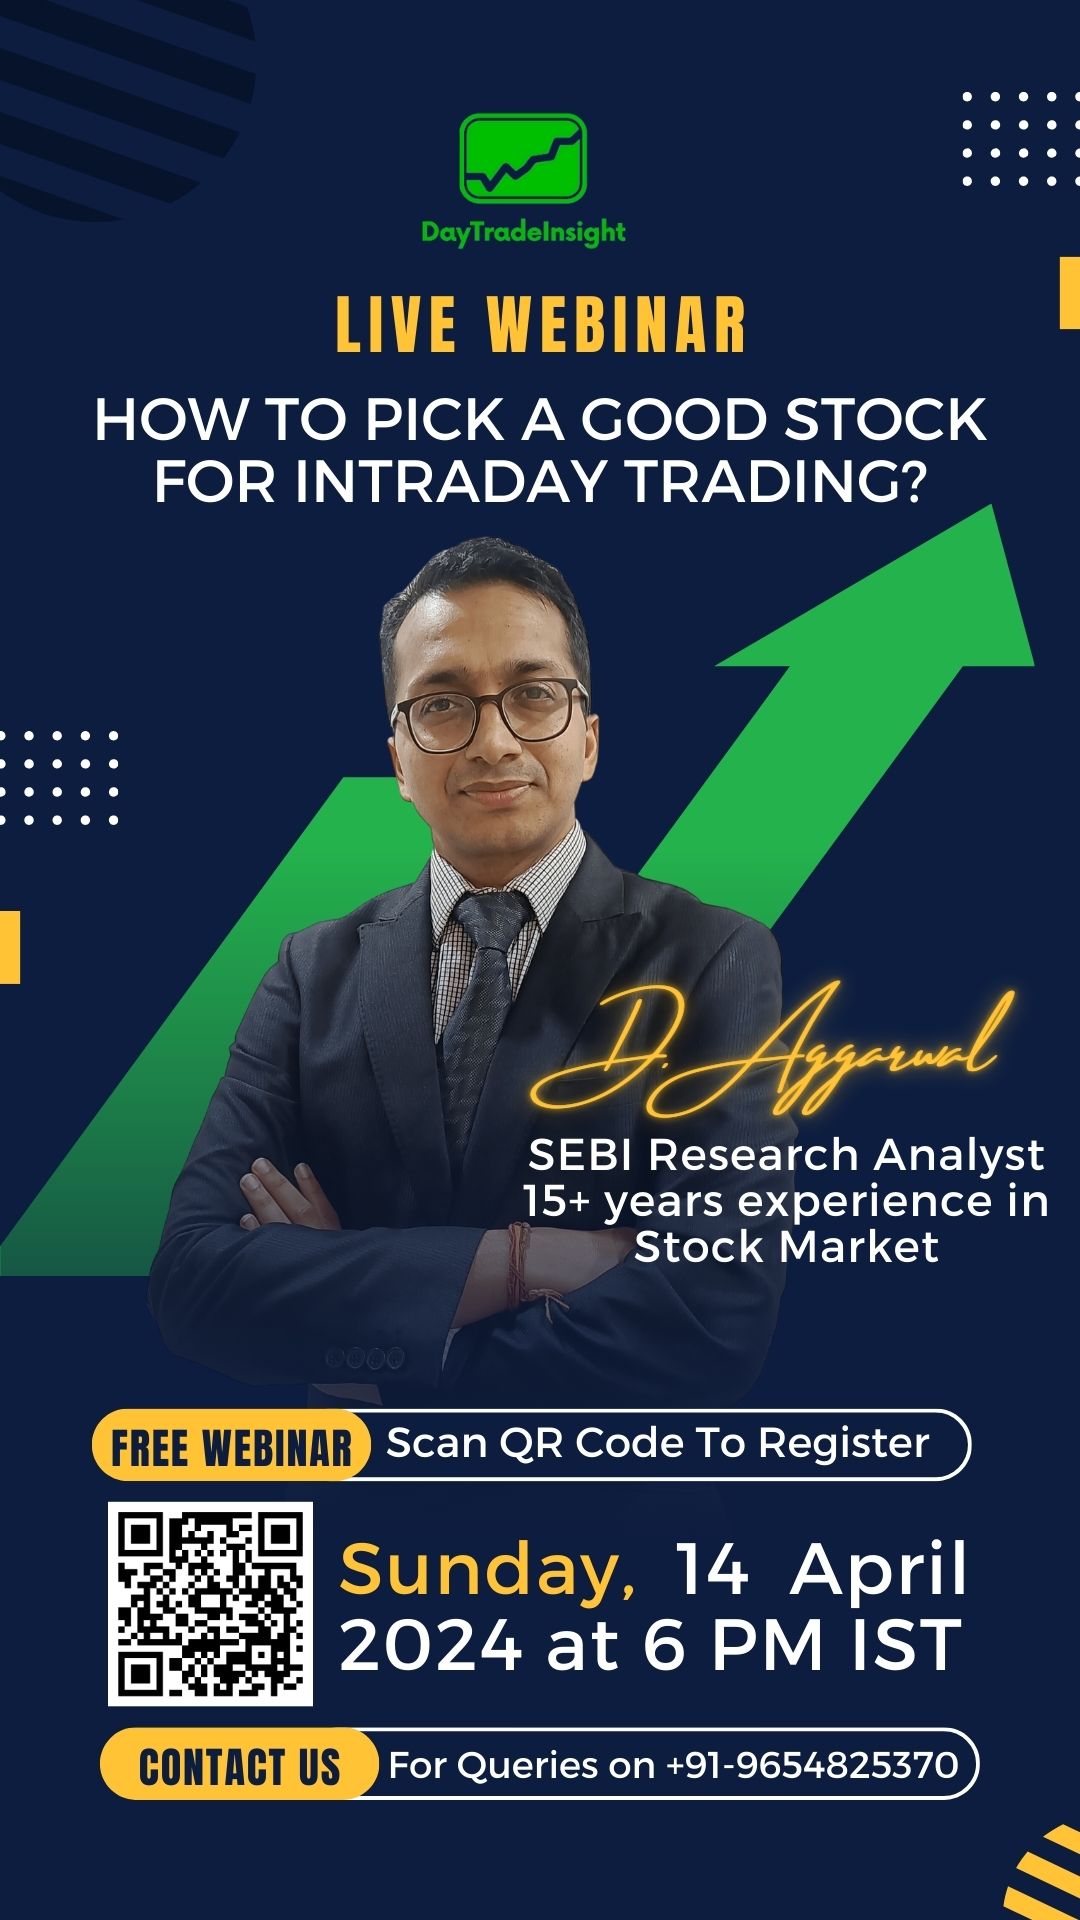 DayTradeInsight
LIVE WEBINAR
HOW TO PICK A GOOD STOCK
FOR INTRADAY TRADING?
D. Aggarwal
SEBI Research Analyst
15+ years experience in
Stock Market
FREE WEBINAR Scan QR Code To Register
Sunday, 14 April
2024 at 6 PM IST
CONTACT US For Queries on +91-9654825370